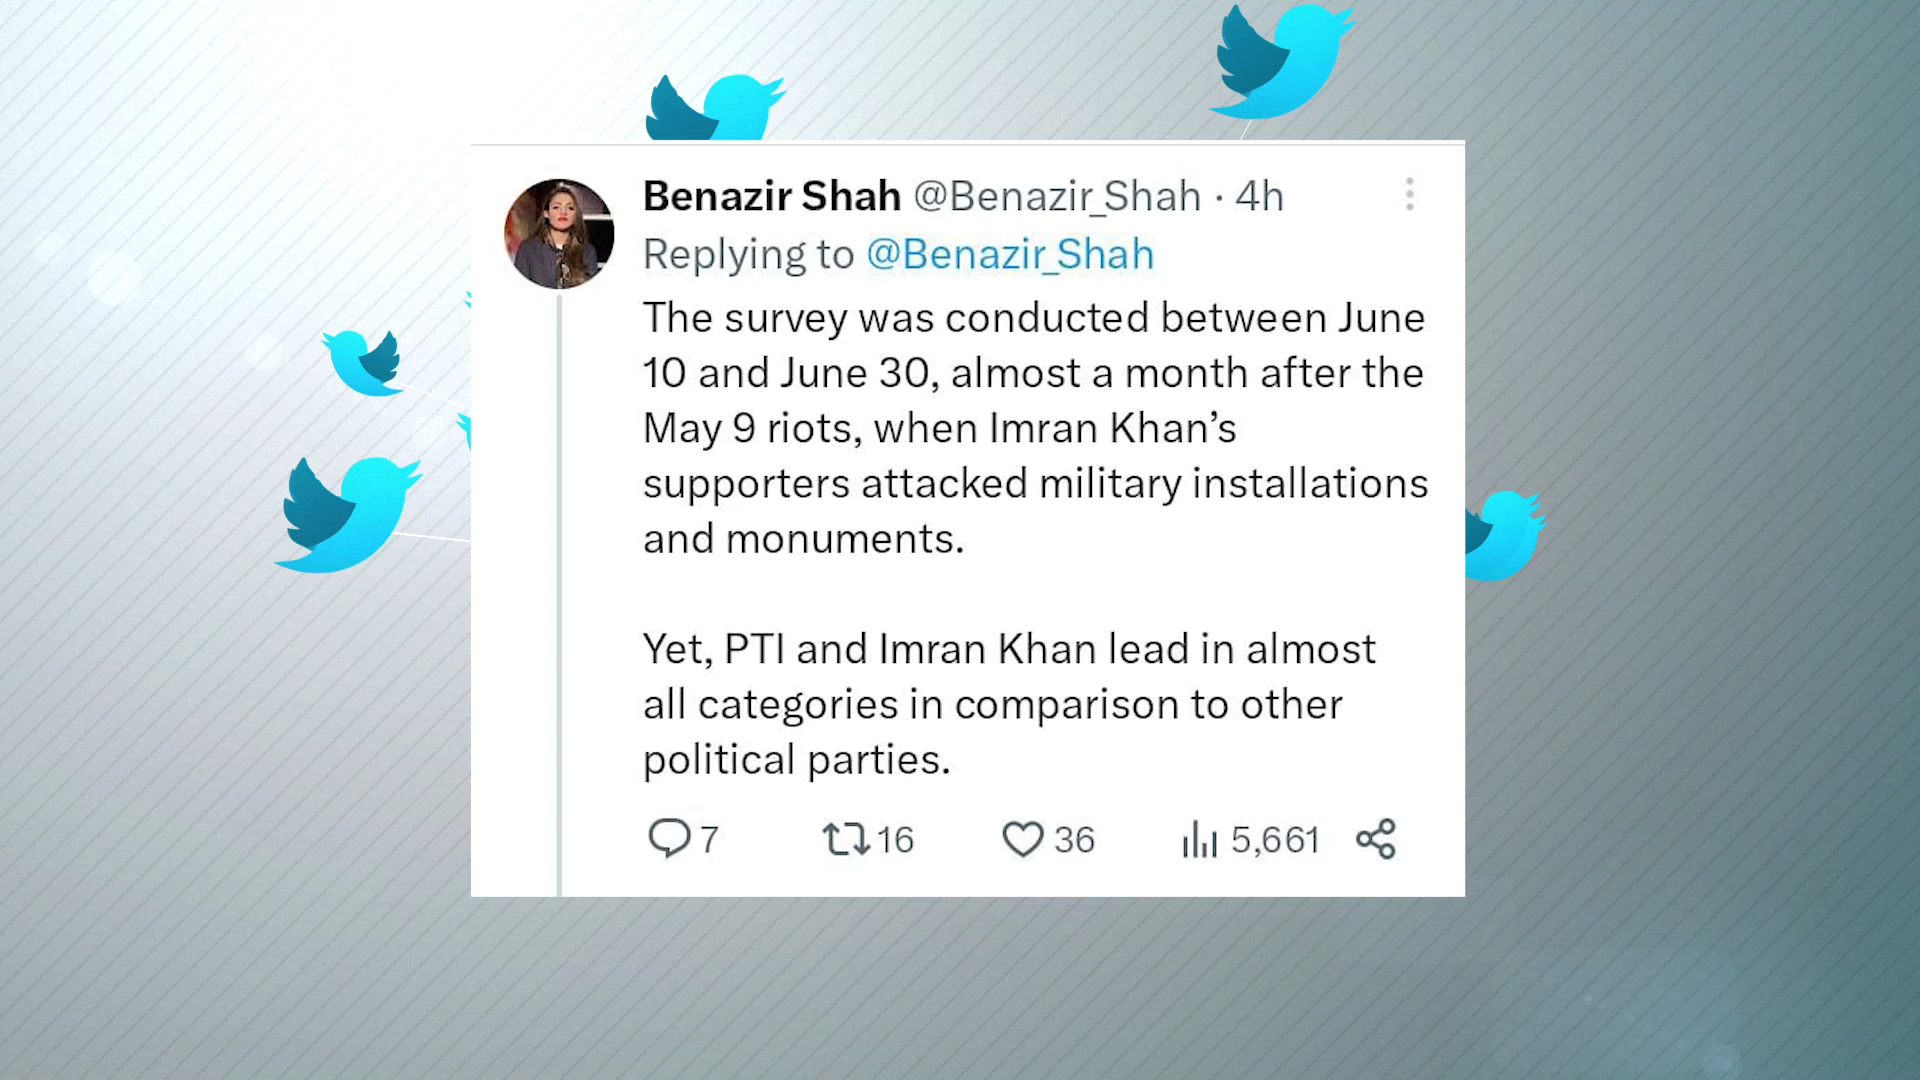 Benazir Shah @Benazir_Shah · 4h
Replying to @Benazir_Shah
The survey was conducted between June
10 and June 30, almost a month after the
May 9 riots, when Imran Khan’s
supporters attacked military installations
and monuments.
Yet, PTI and Imran Khan lead in almost
all categories in comparison to other
political parties.
7 16 36 5,661